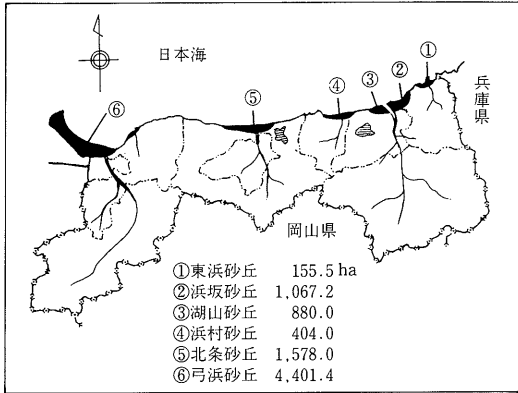 日本海
①
②
③
④
⑤
⑥
兵庫県
岡山県
①東浜砂丘 155.5 ha
②浜坂砂丘 1,067.2
③湖山砂丘 880.0
④浜村砂丘 404.0
⑤北条砂丘 1,578.0
⑥弓浜砂丘 4,401.4